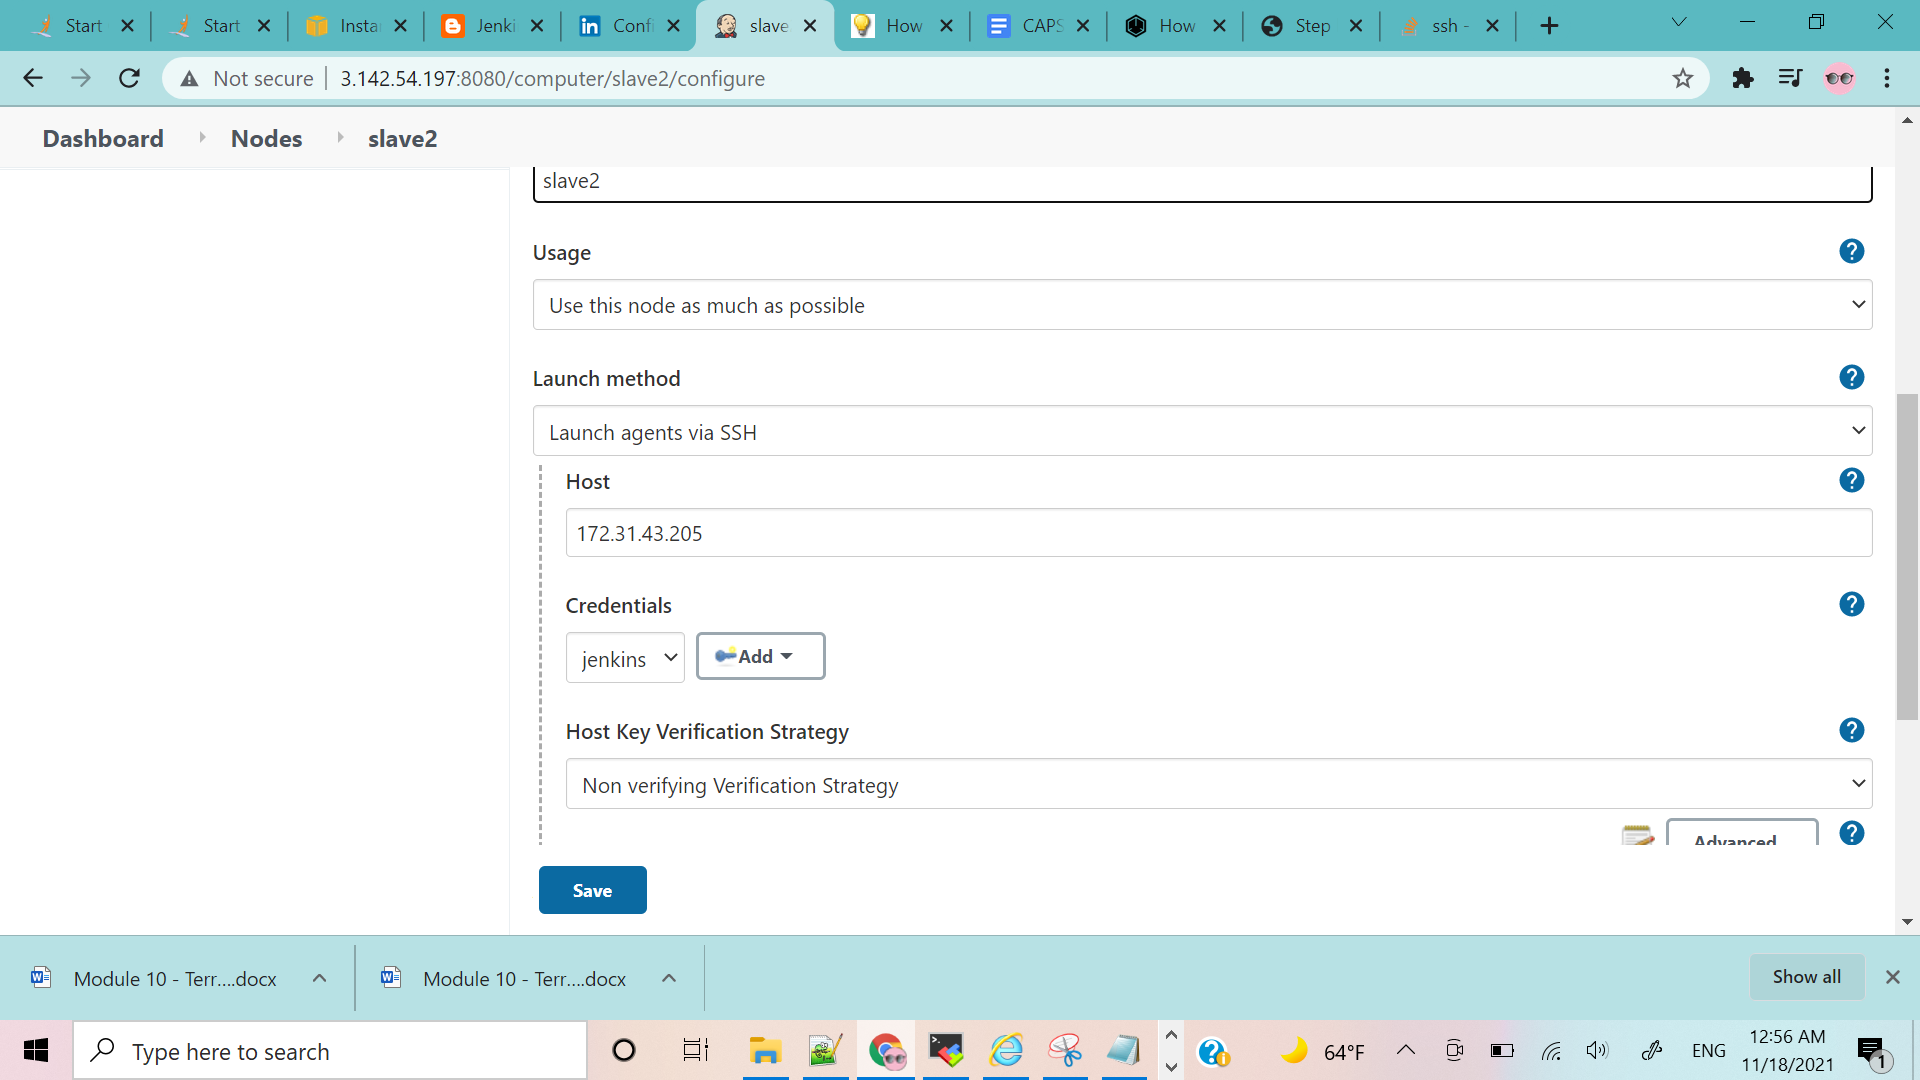 Start
Start
Insta
Jenki
Confi
slave
How
CAPS
How
Step
ssh -
Not secure
3.142.54.197:8080/computer/slave2/configure
Dashboard
Nodes
slave2
slave2
Usage
?
Use this node as much as possible
Launch method
?
Launch agents via SSH
Host
?
172.31.43.205
Credentials
?
jenkins
Add
Host Key Verification Strategy
?
Non verifying Verification Strategy
Advanced...
?
Save
Module 10 - Terr....docx
Module 10 - Terr....docx
Show all
Type here to search
64°F
ENG
12:56 AM
11/18/2021
1